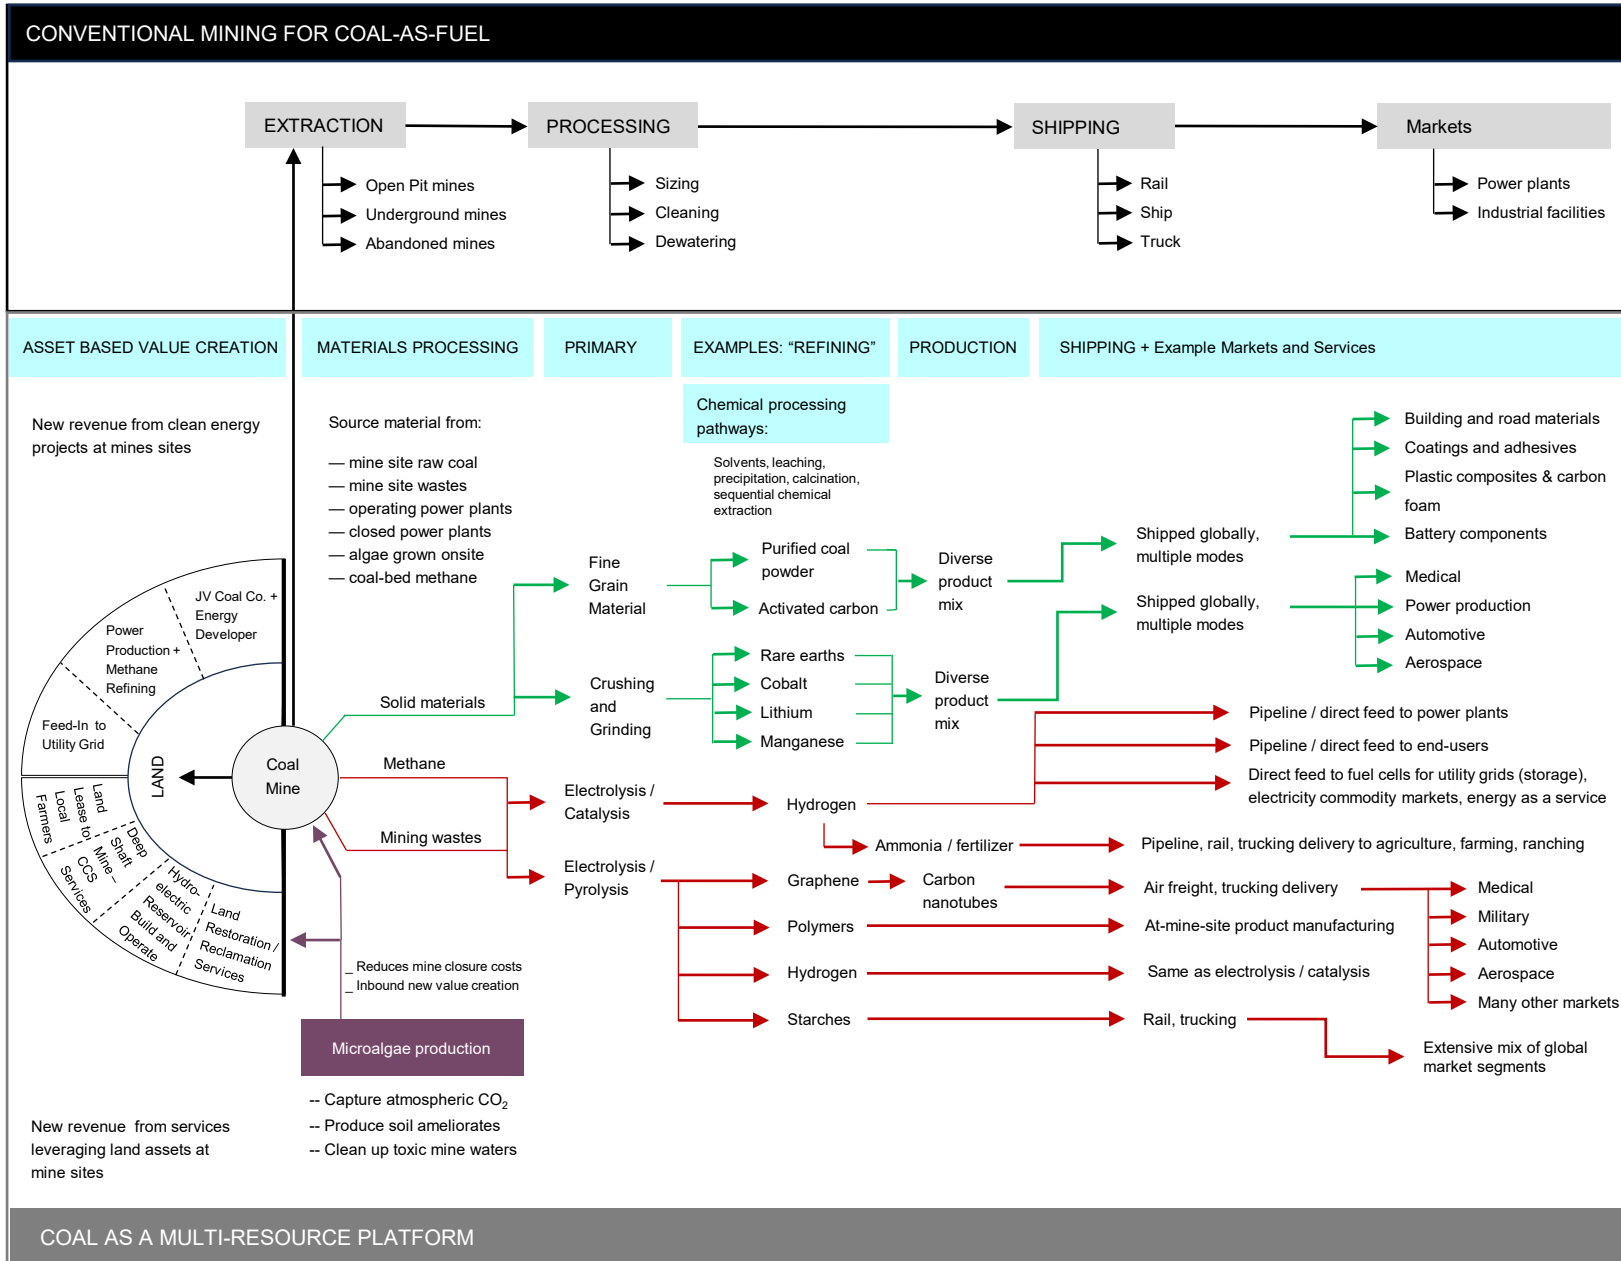 CONVENTIONAL MINING FOR COAL-AS-FUEL
EXTRACTION
PROCESSING
SHIPPING
Markets
Open Pit mines
Underground mines
Abandoned mines
Sizing
Cleaning
Dewatering
Rail
Ship
Truck
Power plants
Industrial facilities
ASSET BASED VALUE CREATION
MATERIALS PROCESSING
PRIMARY
EXAMPLES: “REFINING”
PRODUCTION
SHIPPING + Example Markets and Services
New revenue from clean energy
projects at mines sites
Source material from:
— mine site raw coal
— mine site wastes
— operating power plants
— closed power plants
— algae grown onsite
— coal-bed methane
Chemical processing
pathways:
Solvents, leaching,
precipitation, calcination,
sequential chemical
extraction
JV Coal Co. +
Energy
Developer
Power
Production +
Methane
Refining
Feed-In to
Utility Grid
LAND
Coal
Mine
Land
Lease to
Local
Farmers
Deep
Shaft
Mine –
CCS
Services
Hydro-
electric
Reservoir
Build and
Operate
Land
Restoration /
Reclamation
Services
Solid materials
Methane
Mining wastes
Fine
Grain
Material
Crushing
and
Grinding
Electrolysis /
Catalysis
Electrolysis /
Pyrolysis
Purified coal
powder
Activated carbon
Rare earths
Cobalt
Lithium
Manganese
Hydrogen
Ammonia / fertilizer
Graphene
Carbon
nanotubes
Polymers
Hydrogen
Starches
Diverse
product
mix
Diverse
product
mix
Shipped globally,
multiple modes
Shipped globally,
multiple modes
Building and road materials
Coatings and adhesives
Plastic composites & carbon
foam
Battery components
Medical
Power production
Automotive
Aerospace
Pipeline / direct feed to power plants
Pipeline / direct feed to end-users
Direct feed to fuel cells for utility grids (storage),
electricity commodity markets, energy as a service
Pipeline, rail, trucking delivery to agriculture, farming, ranching
Air freight, trucking delivery
At-mine-site product manufacturing
Same as electrolysis / catalysis
Rail, trucking
Medical
Military
Automotive
Aerospace
Many other markets
Extensive mix of global
market segments
_ Reduces mine closure costs
_ Inbound new value creation
Microalgae production
-- Capture atmospheric CO2
-- Produce soil ameliorates
-- Clean up toxic mine waters
New revenue from services
leveraging land assets at
mine sites
COAL AS A MULTI-RESOURCE PLATFORM